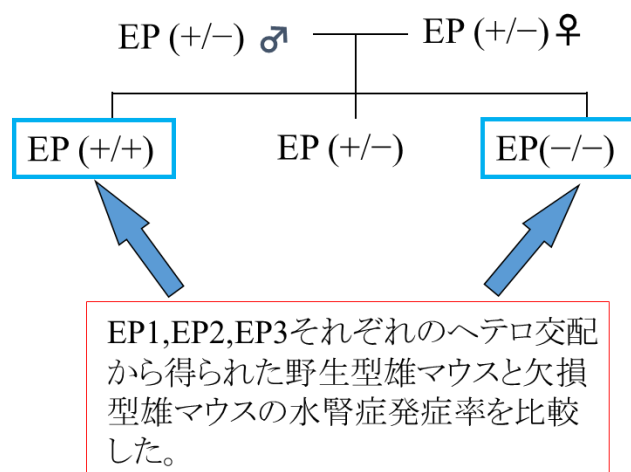 EP (+/−) ♂ EP (+/−)♀
EP (+/+) EP (+/−) EP(−/−)
EP1,EP2,EP3それぞれのヘテロ交配
から得られた野生型雄マウスと欠損
型雄マウスの水腎症発症率を比較
した。